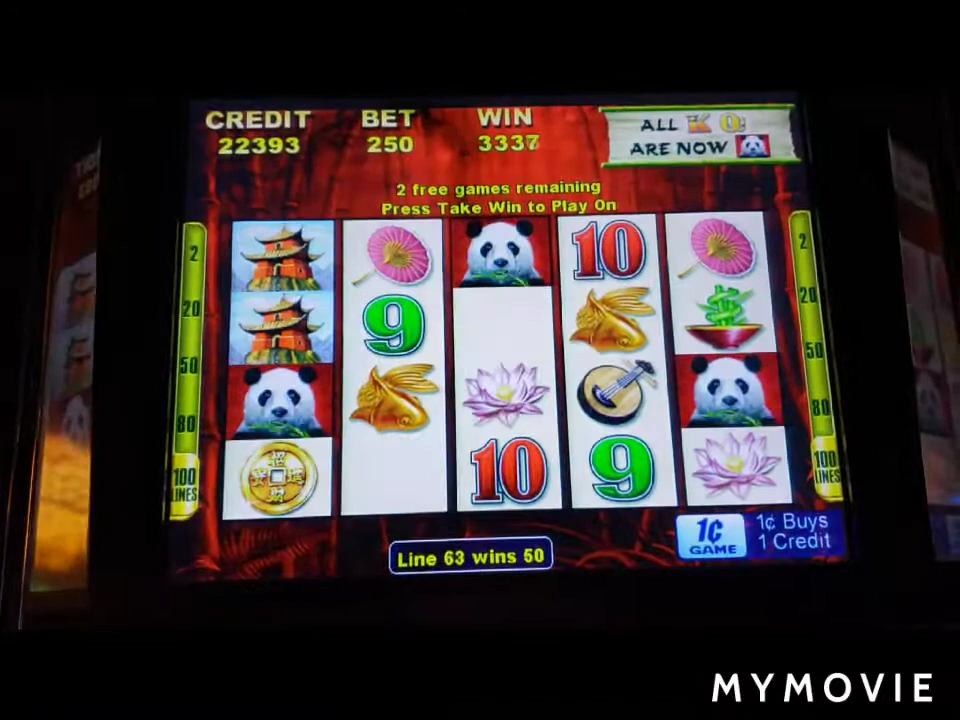 CREDIT BET WIN
22393 250 3337
ALL K Q
ARE NOW
2 free games remaining
Press Take Win to Play On
2 2
20 20
50 50
80 80
100 LINES 100 LINES
10
9
10 9
招
財
Line 63 wins 50
1¢ GAME
1¢ Buys
1 Credit
MYMOVIE